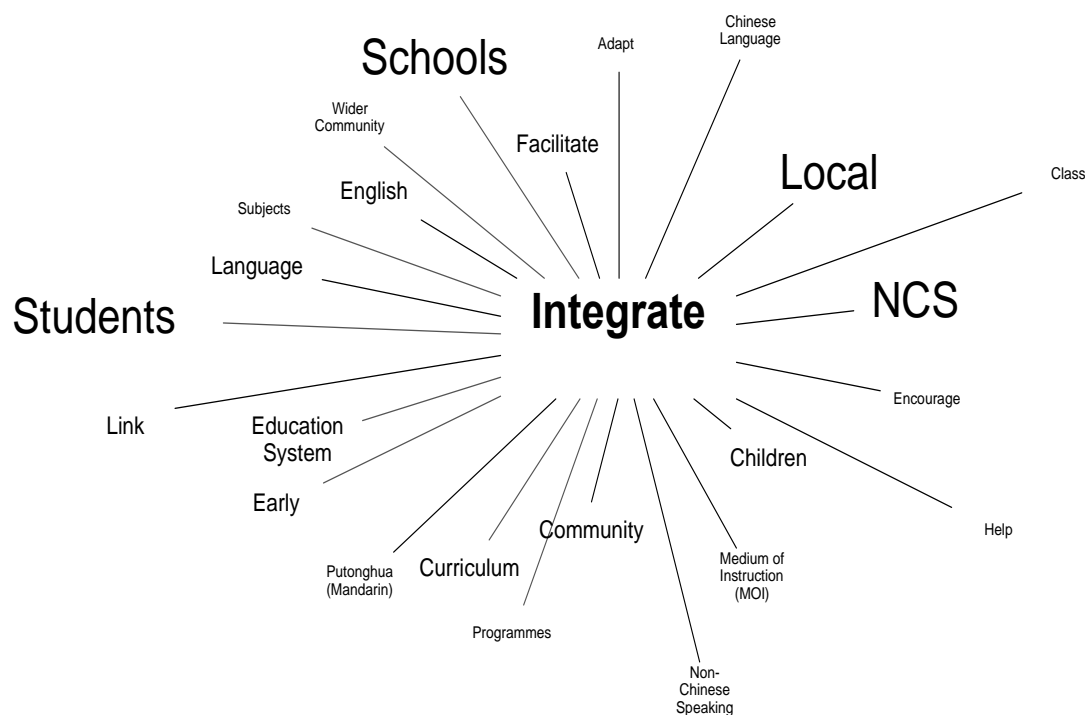 Chinese
Language
Adapt
Schools
Wider
Community
Facilitate
Local
Class
English
Subjects
Language
NCS
Integrate
Students
Encourage
Link
Education
System
Children
Early
Help
Community
Medium of
Instruction
(MOI)
Putonghua
(Mandarin)
Curriculum
Programmes
Non-
Chinese
Speaking